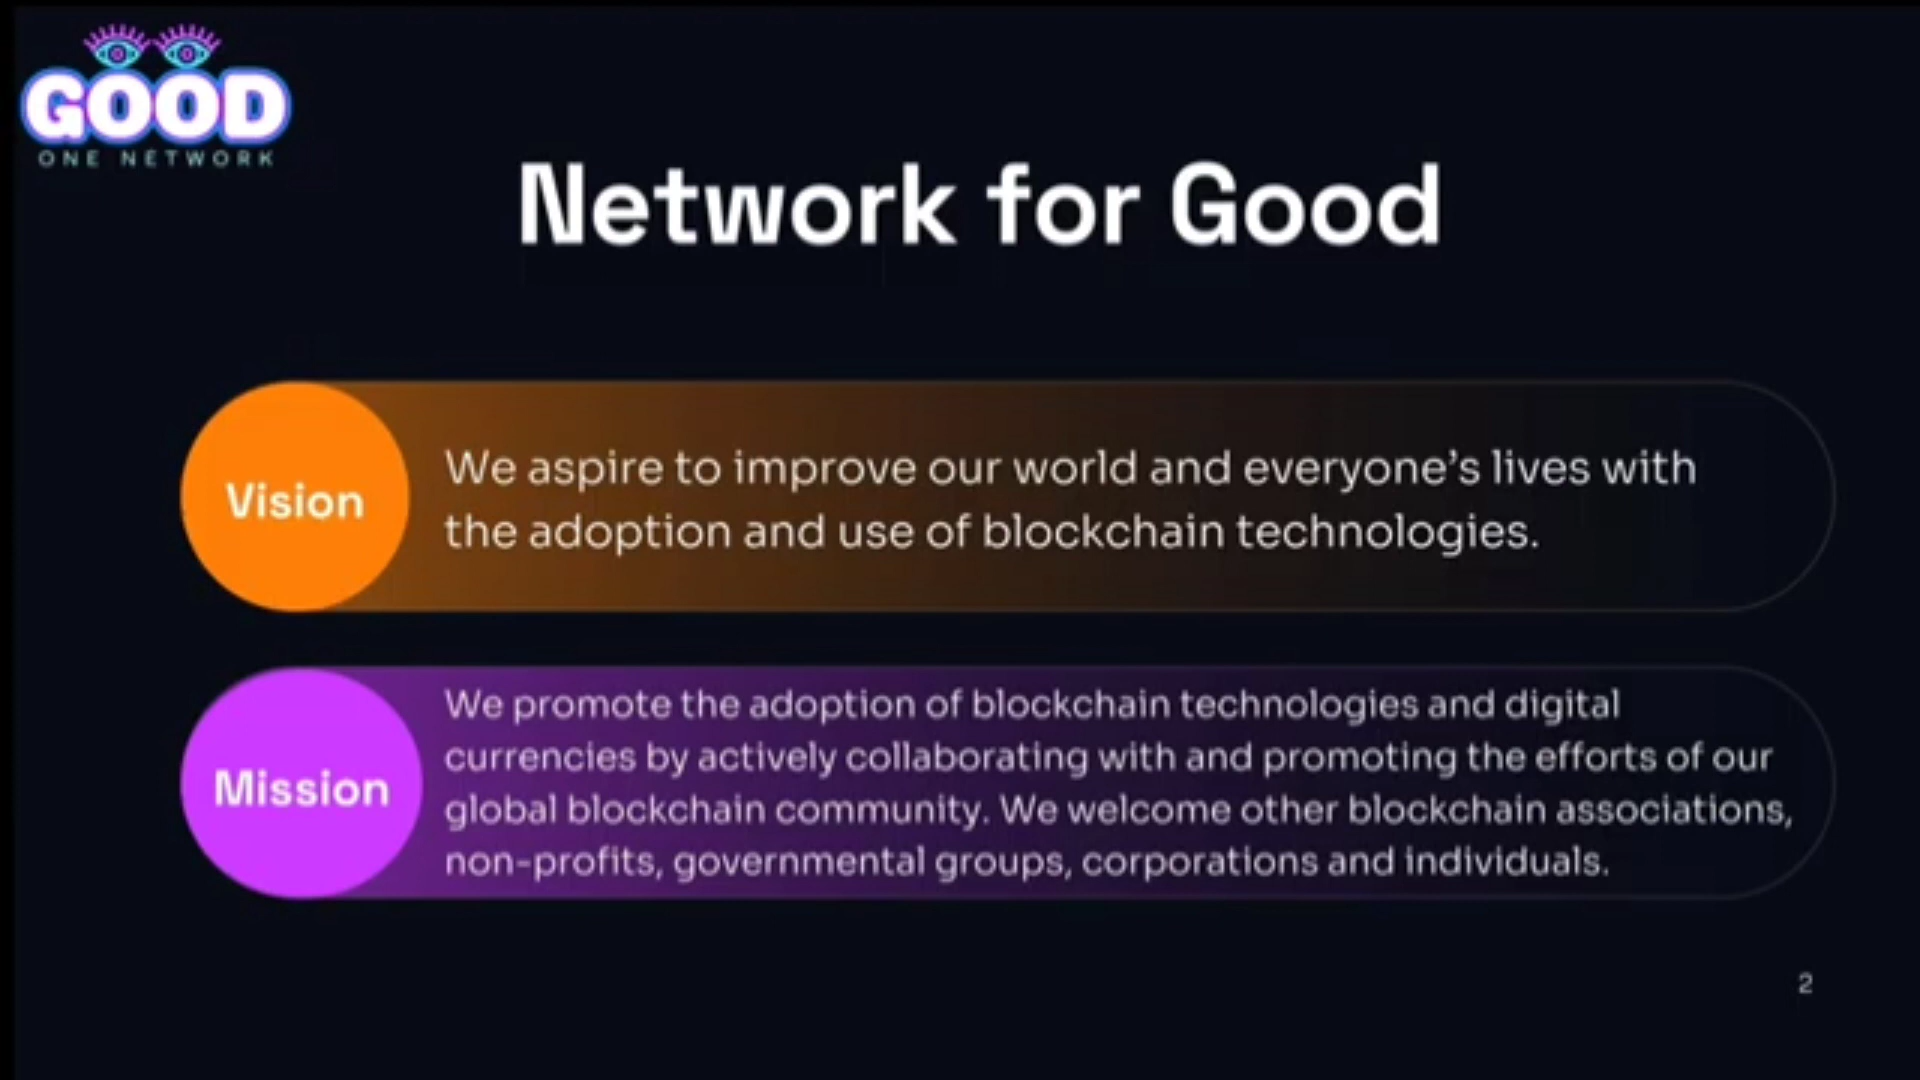 GOOD
ONE NETWORK
Network for Good
Vision
We aspire to improve our world and everyone’s lives with
the adoption and use of blockchain technologies.
Mission
We promote the adoption of blockchain technologies and digital
currencies by actively collaborating with and promoting the efforts of our
global blockchain community. We welcome other blockchain associations,
non-profits, governmental groups, corporations and individuals.
2